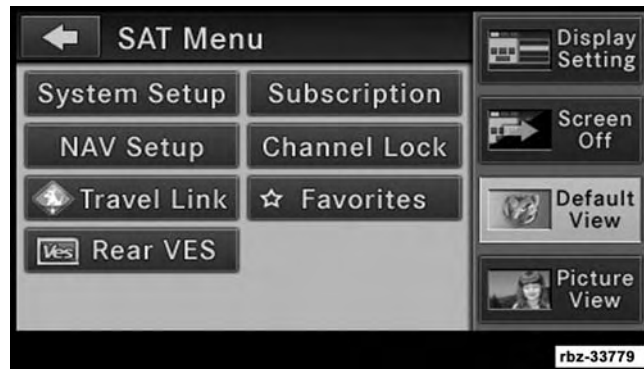 SAT Menu
System Setup
Subscription
NAV Setup
Channel Lock
Travel Link
Favorites
Ves Rear VES
Display
Setting
Screen
Off
Default
View
Picture
View
rbz-33779